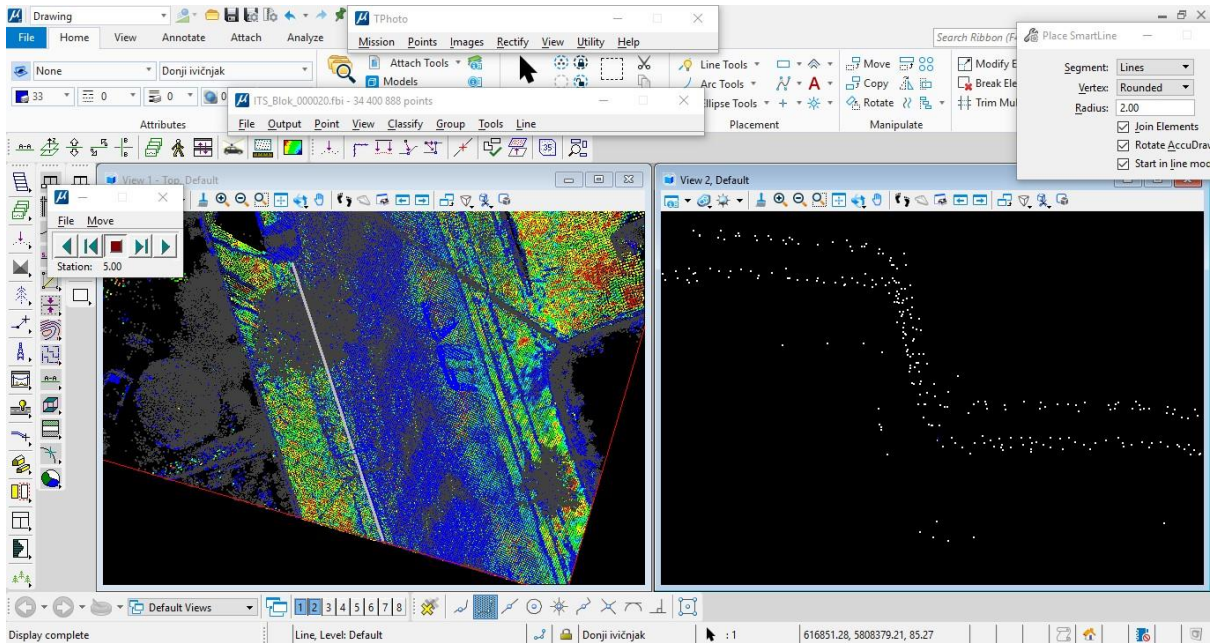 Drawing
TPhoto
File Home View Annotate Attach Analyze
Mission Points Images Rectify View Utility Help
Search Ribbon
Place SmartLine
None
Donji ivičnjak
Attach Tools
Models
Line Tools
Arc Tools
Ellipse Tools
Move
Copy
Rotate
Modify
Break
Trim
Segment: Lines
Vertex: Rounded
Radius: 2.00
Join Elements
Rotate AccuDraw
Start in line
33 0 0 0
ITS_Blok_000020.fbi - 34 400 888 points
File Output Point View Classify Group Tools Line
Attributes
Placement
Manipulate
View 1 - Top, Default
View 2, Default
File Move
Station: 5.00
Default Views
1 2 3 4 5 6 7 8
Display complete
Line, Level: Default
Donji ivičnjak
: 1
616851.28, 5808379.21, 85.27